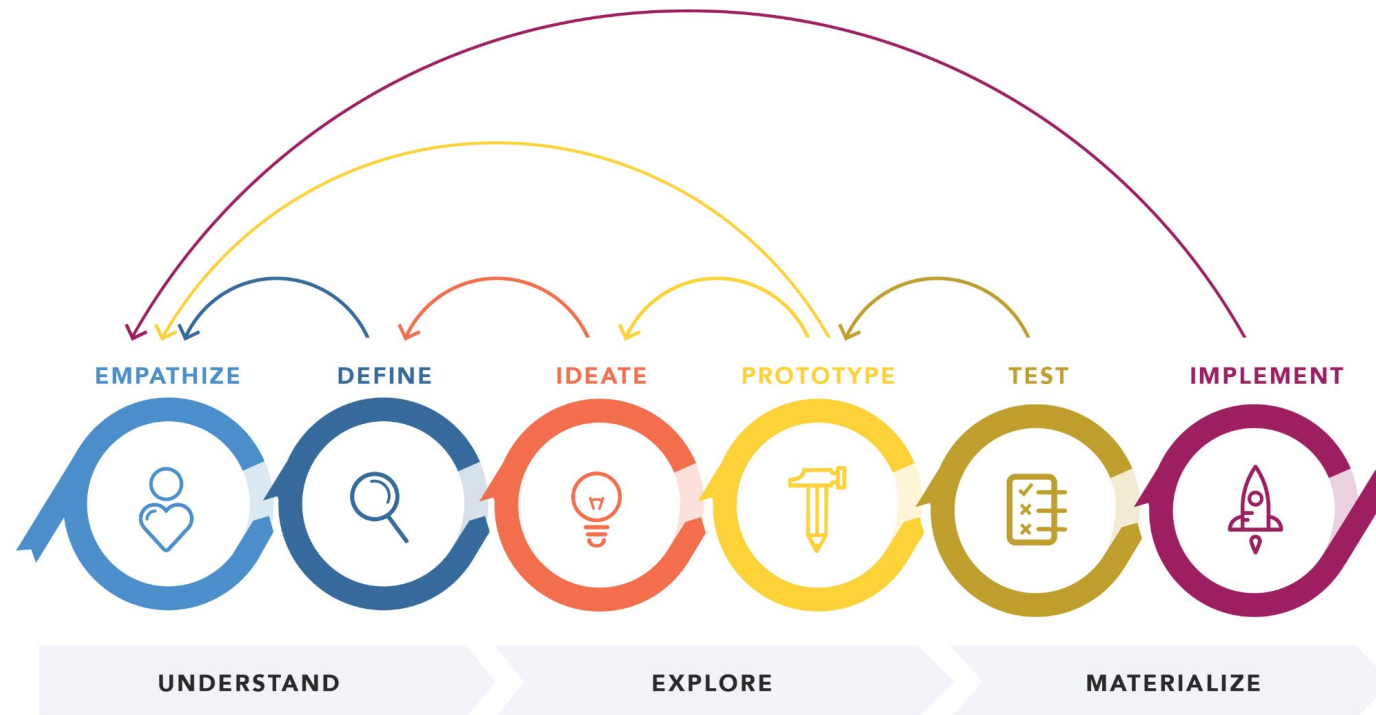 EMPATHIZE
DEFINE
IDEATE
PROTOTYPE
TEST
IMPLEMENT
UNDERSTAND
EXPLORE
MATERIALIZE